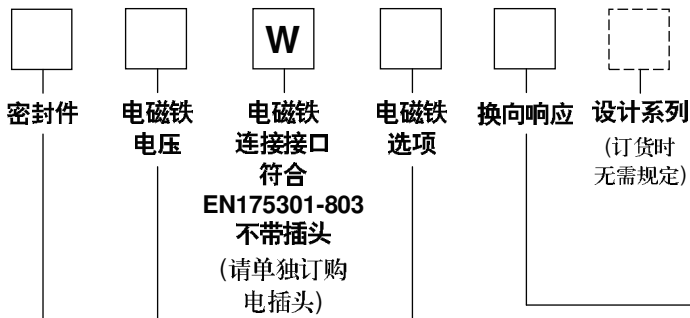 W
密封件
电磁铁
电压
电磁铁
连接接口
符合
EN175301-803
不带插头
(请单独订购
电插头)
电磁铁
选项
换向响应
设计系列
(订货时
无需规定)